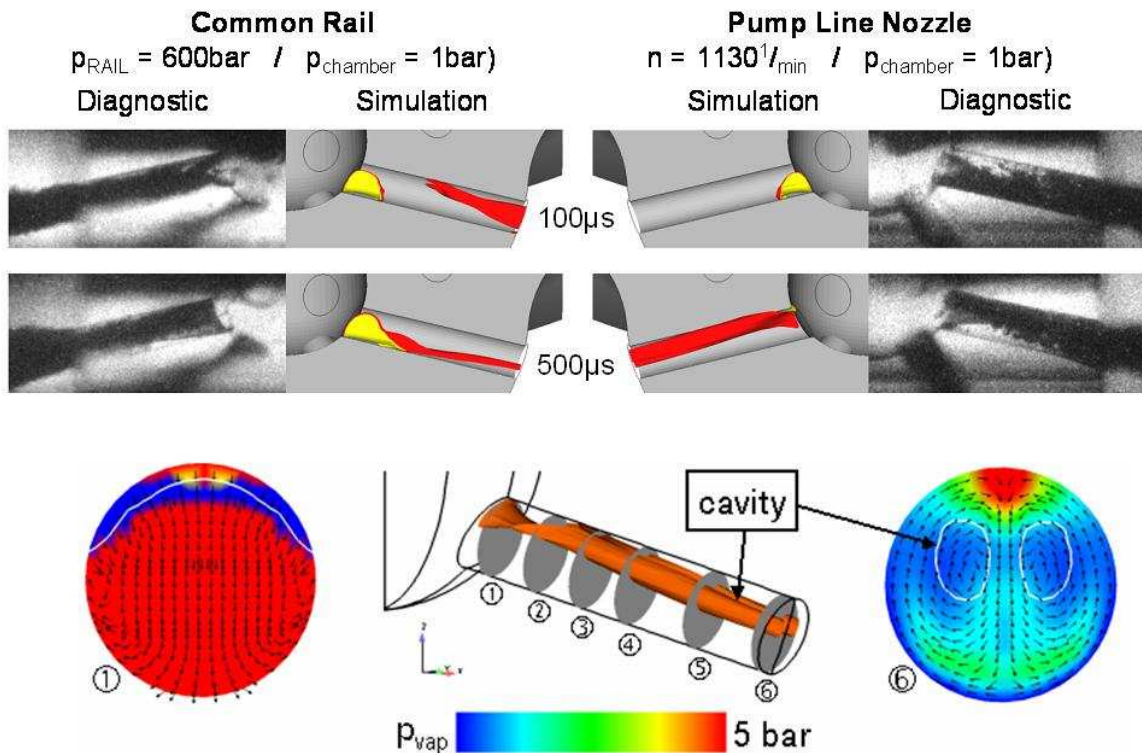 Common Rail
p_RAIL = 600bar / p_chamber = 1bar)
Diagnostic Simulation
Pump Line Nozzle
n = 1130 1/min / p_chamber = 1bar)
Simulation Diagnostic
100µs
500µs
cavity
①
①
②
③
④
⑤
⑥
⑥
z
x
p_vap
5 bar